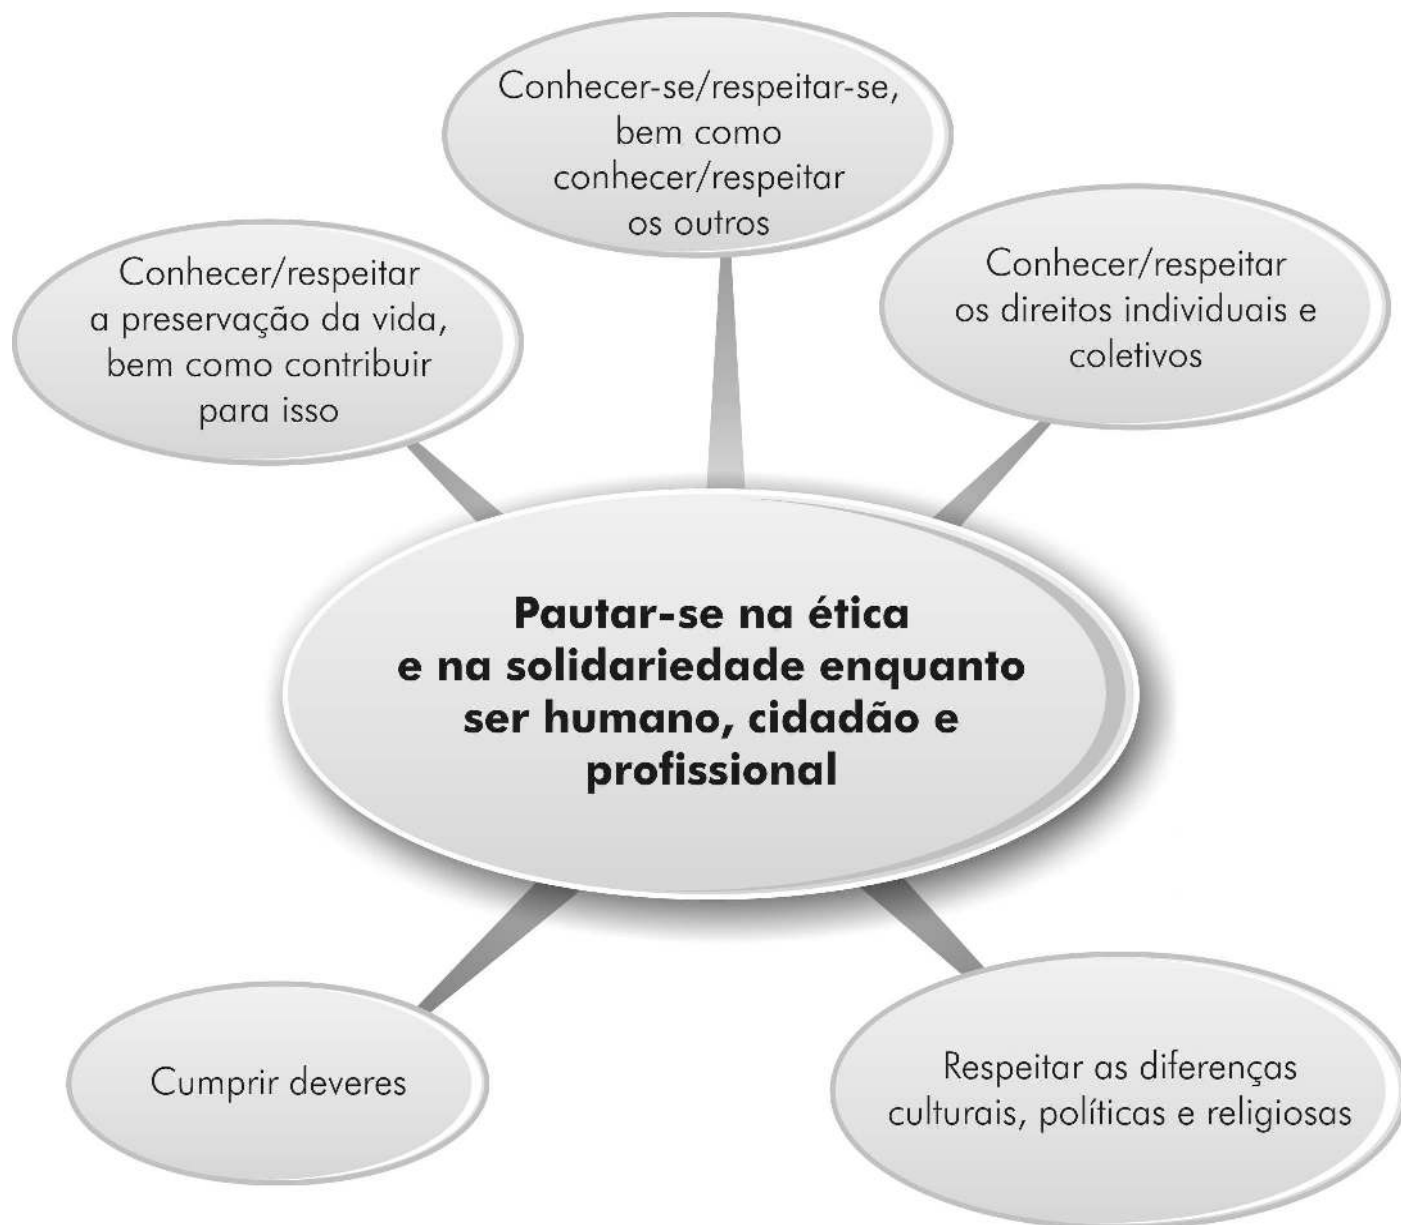 Conhecer-se/respeitar-se,
bem como
conhecer/respeitar
os outros
Conhecer/respeitar
a preservação da vida,
bem como contribuir
para isso
Conhecer/respeitar
os direitos individuais e
coletivos
Pautar-se na ética
e na solidariedade enquanto
ser humano, cidadão e
profissional
Cumprir deveres
Respeitar as diferenças
culturais, políticas e religiosas